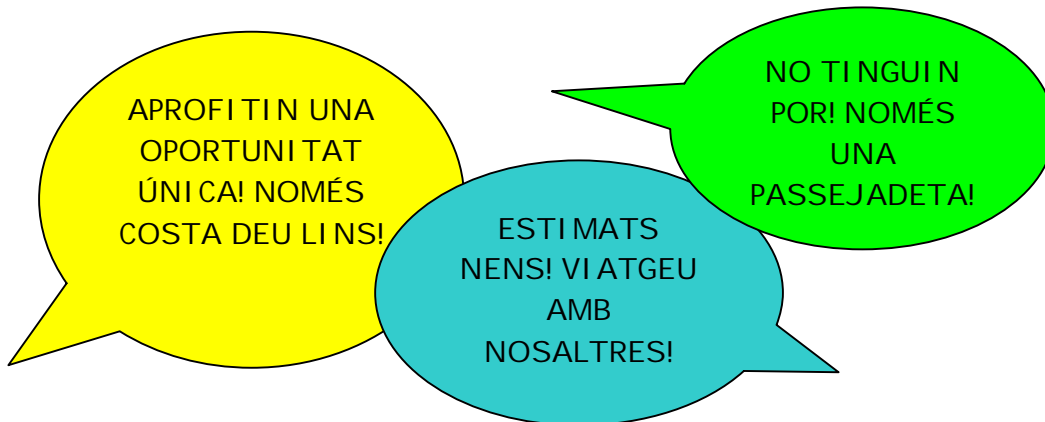 APROFITIN UNA
OPORTUNITAT
ÚNICA! NOMÉS
COSTA DEU LINS!
ESTIMATS
NENS! VIATGEU
AMB
NOSALTRES!
NO TINGUIN
POR! NOMÉS
UNA
PASSEJADETA!